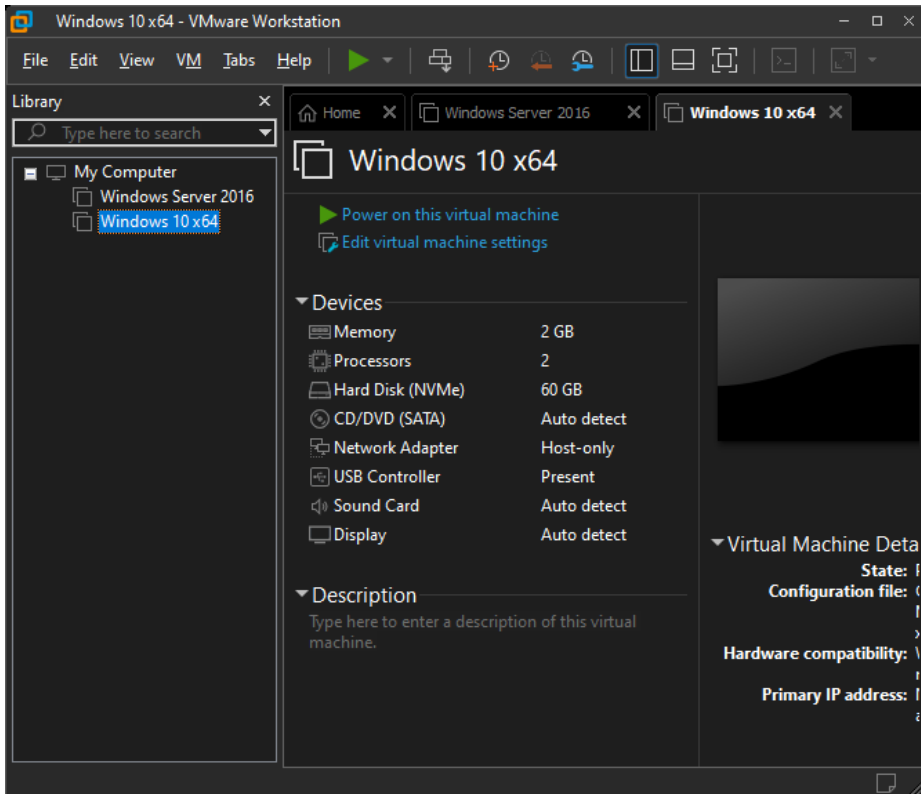 Windows 10 x64 - VMware Workstation
File Edit View VM Tabs Help
Library
Type here to search
My Computer
Windows Server 2016
Windows 10 x64
Home Windows Server 2016 Windows 10 x64
Windows 10 x64
Power on this virtual machine
Edit virtual machine settings
Devices
Memory 2 GB
Processors 2
Hard Disk (NVMe) 60 GB
CD/DVD (SATA) Auto detect
Network Adapter Host-only
USB Controller Present
Sound Card Auto detect
Display Auto detect
Description
Type here to enter a description of this virtual
machine.
Virtual Machine Deta
State:
Configuration file:
Hardware compatibility:
Primary IP address: